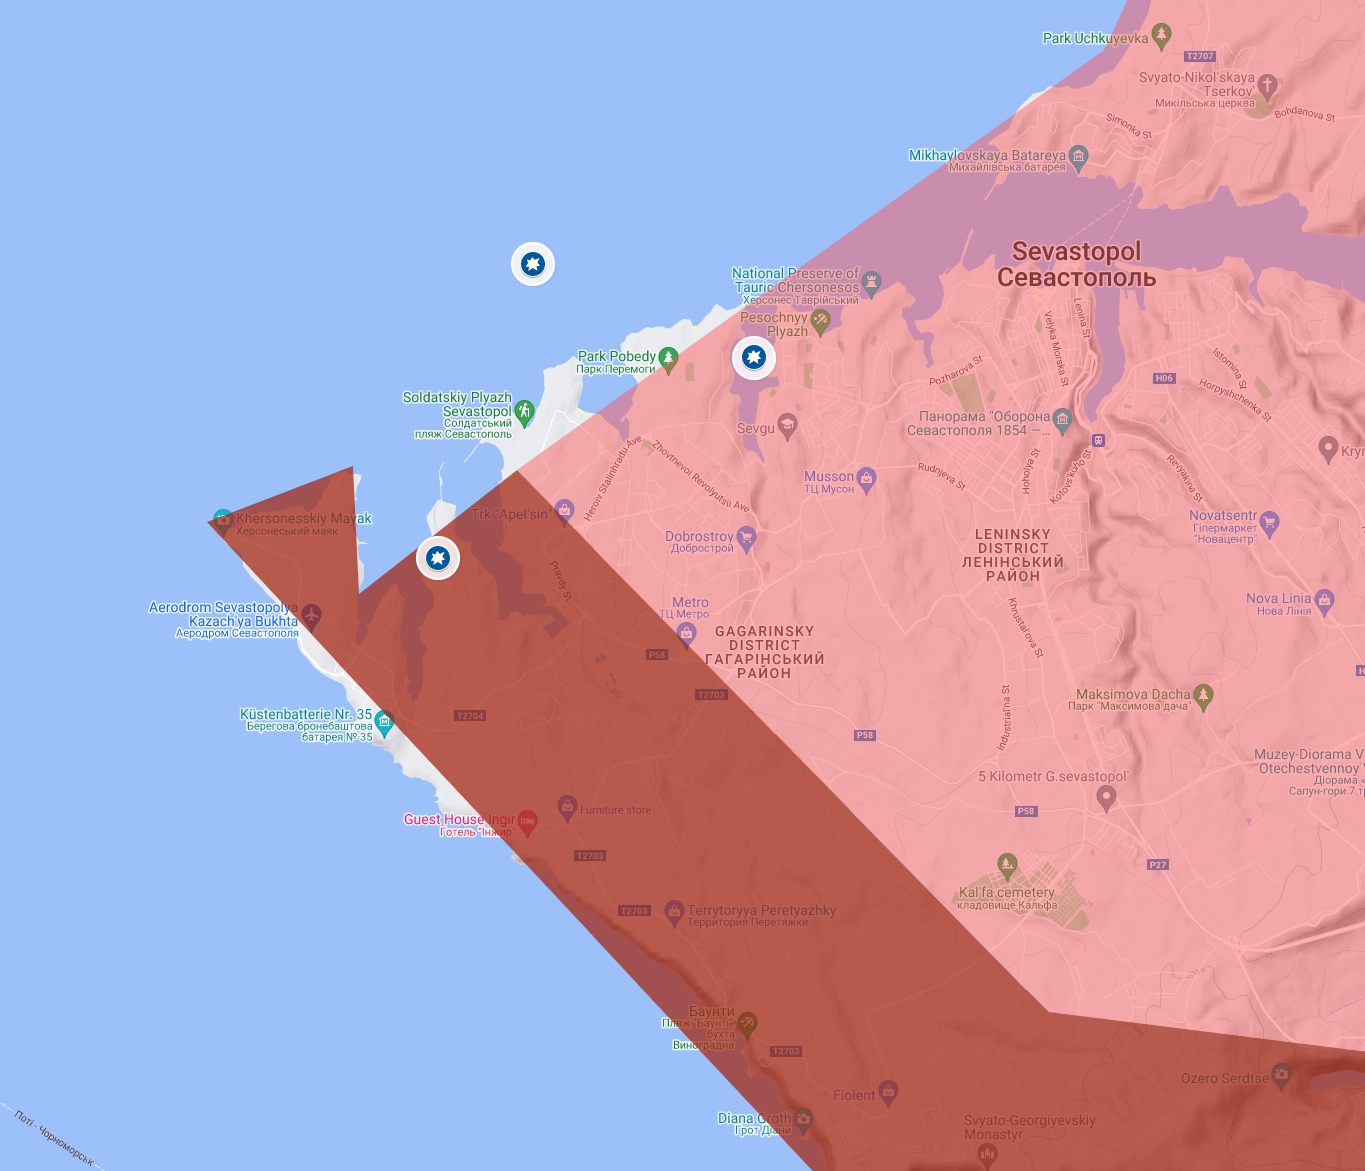 Park Uchkuyevka
T2707
Svyato-Nikol'skaya
Tserkov'
Микільська церква
Bohdanova St
Simonka St
Mikhaylovskaya Batareya
Михайлівська батарея
Sevastopol
Севастополь
National Preserve of
Tauric Chersonesos
Херсонес Таврійський
Pesochnyy
Plyazh
Lenina St
Velyka Morska St
Park Pobedy
Парк Перемоги
Pozharova St
H06
Istomina St
Horpyshchenka St
Soldatskiy Plyazh
Sevastopol
Солдатський
пляж Севастополь
Sevgu
Панорама "Оборона
Севастополя 1854 —...
Heroiv Stalinhradu Ave
Zhovtnevoi Revolyutsii Ave
Musson
ТЦ Мусон
Rudnjeva St
Hoholya St
Kotovs'koho St
Revjakina St
Trk "Apel'sin"
Khersonesskiy Mayak
Херсонеський маяк
Dobrostroy
Добрострой
LENINSKY
DISTRICT
ЛЕНІНСЬКИЙ
РАЙОН
Novatsentr
Гіпермаркет
"Новацентр"
Pravdy St
Metro
ТЦ Метро
Nova Linia
Нова Лінія
Aerodrom Sevastopolya
Kazach'ya Bukhta
Аеродром Севастополя
Khrustal'ova St
GAGARINSKY
DISTRICT
ГАГАРІНСЬКИЙ
РАЙОН
P58
T2703
Maksimova Dacha
Парк "Максимова дача"
Küstenbatterie Nr. 35
Берегова бронебаштова
батарея № 35
T2704
Industrial'na St
P58
Muzey-Diorama V
Otechestvennoy
Діорама «
Сапун-гори 7 т
5 Kilometr G.sevastopol'
Furniture store
P58
Guest House Ingir
Готель "Інжир"
T2703
P27
Kal'fa cemetery
кладовище Кальфа
T2703
Terrytoryya Peretyazhky
Территория Перетяжки
Баунти
Пляж "Баунті"
бухта
Виноградна
T2703
Ozero Serdtse
Fiolent
Diana Groth
Грот Діани
Svyato-Georgiyevskiy
Monastyr'
Поті - Чорноморськ